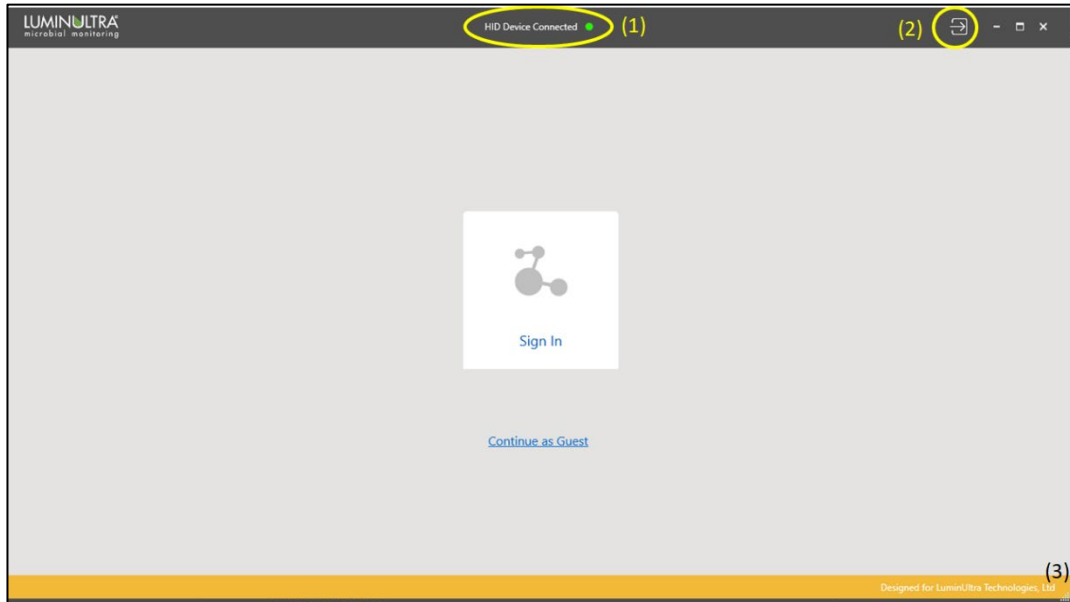 LUMINULTRA
microbial monitoring
HID Device Connected
(1)
(2)
Sign In
Continue as Guest
(3)
Designed for LuminUltra Technologies, Ltd